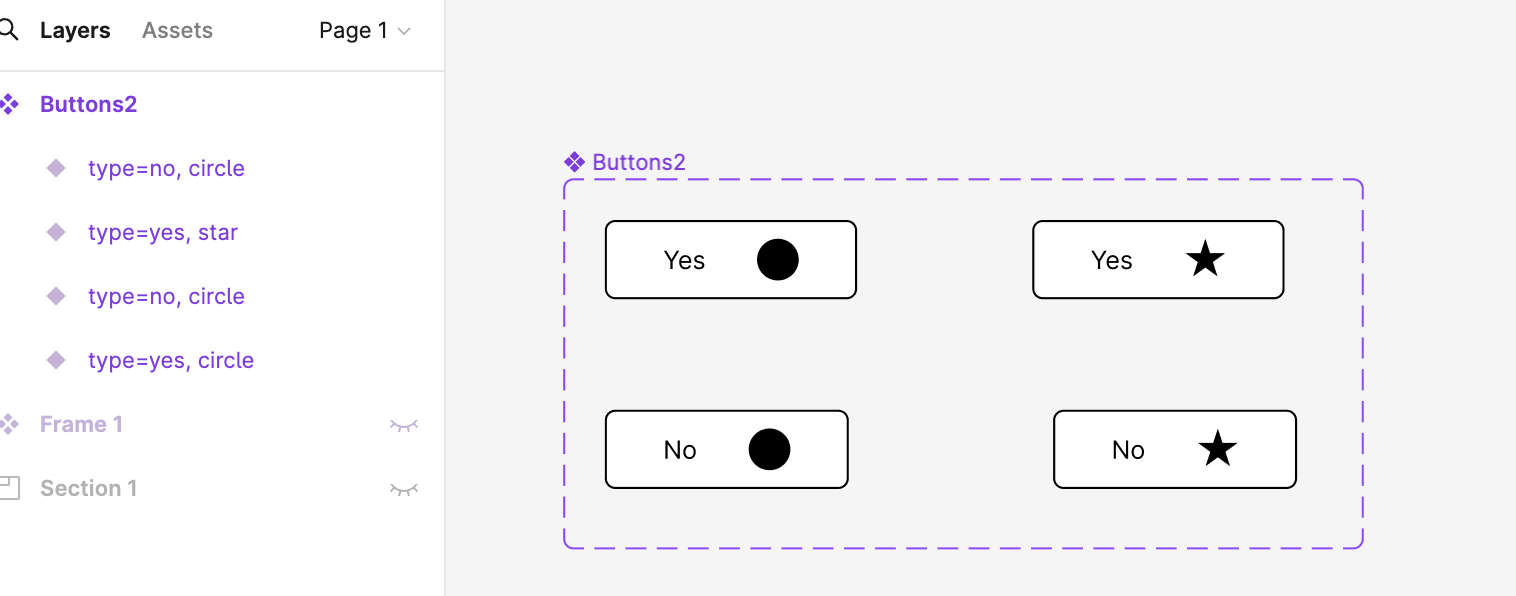 Layers Assets Page 1
Buttons2
type=no, circle
type=yes, star
type=no, circle
type=yes, circle
Frame 1
Section 1
Buttons2
Yes
Yes
No
No